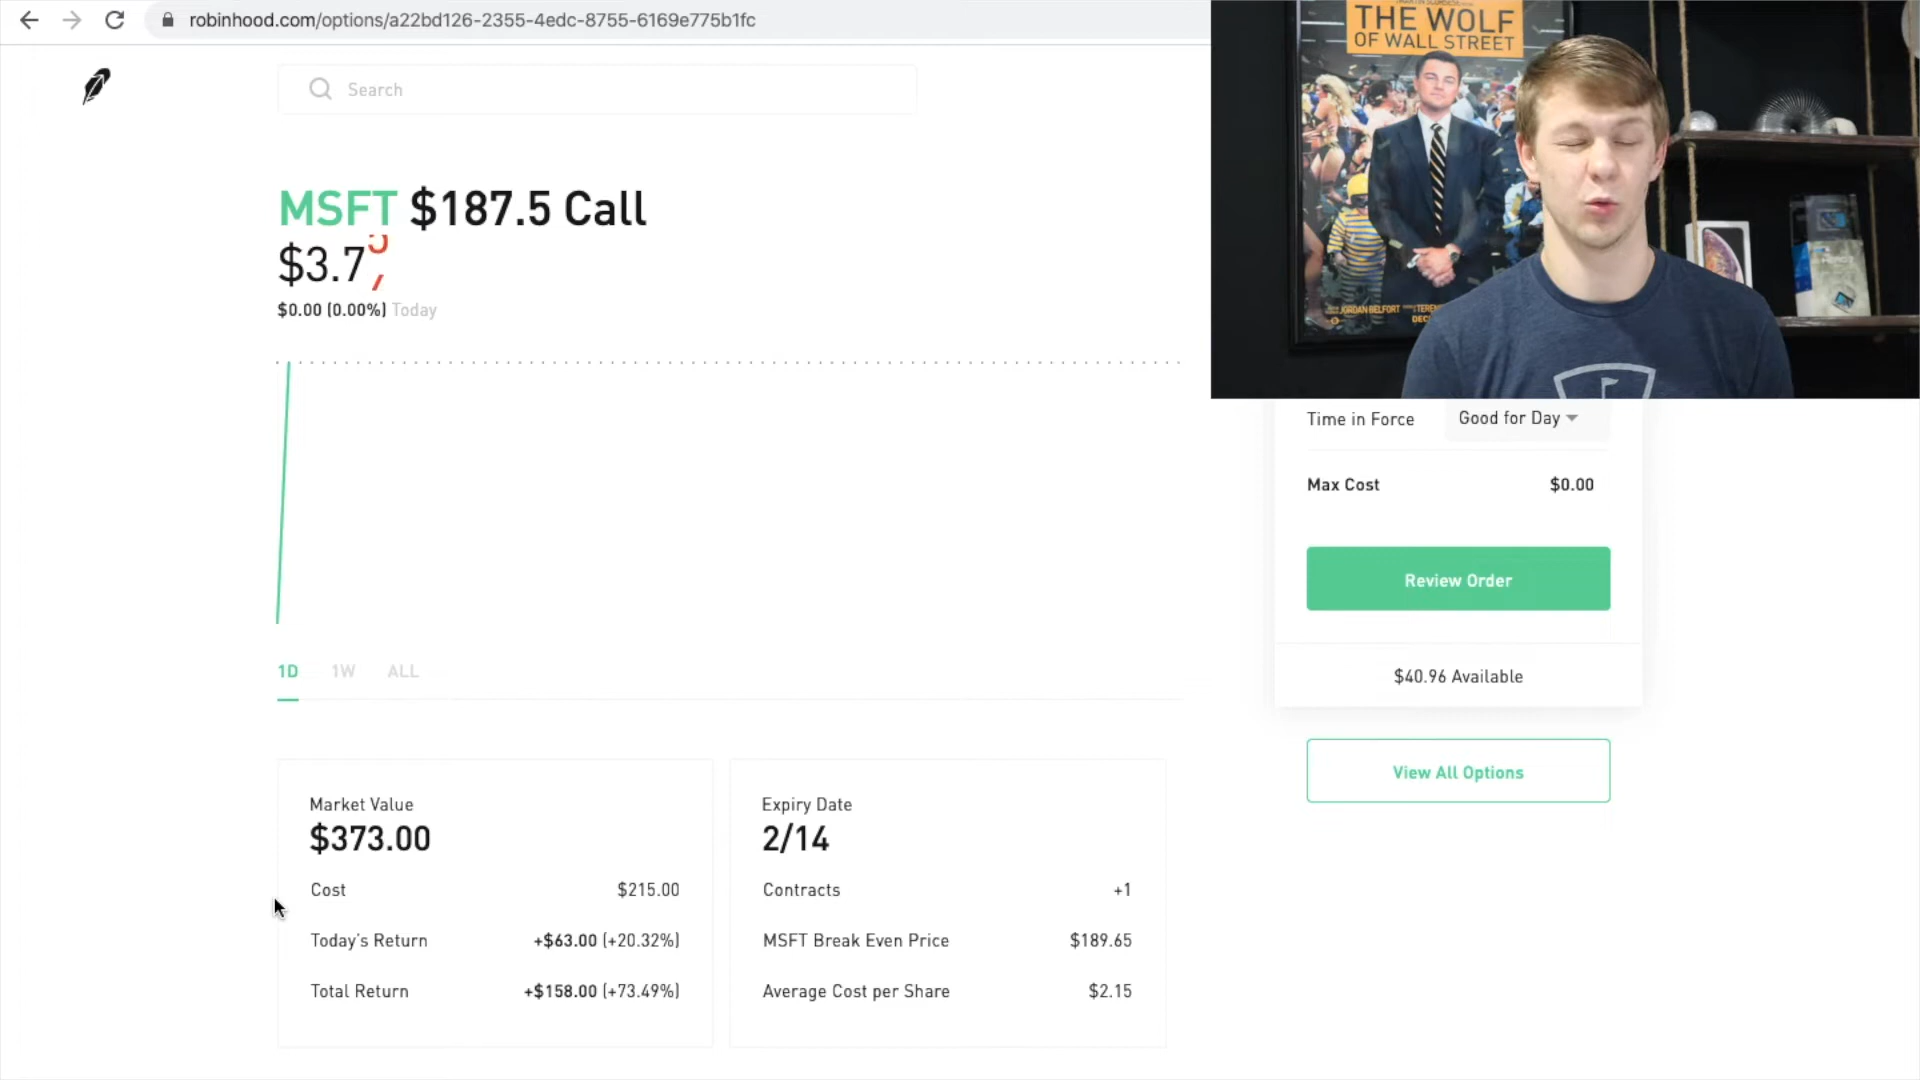 robinhood.com/options/a22bd126-2355-4edc-8755-6169e775b1fc
Search
THE WOLF
OF WALL STREET
MSFT $187.5 Call
$3.7
$0.00 (0.00%) Today
JORDAN BELFORT
Time in Force
Good for Day
Max Cost
$0.00
Review Order
1D
1W
ALL
$40.96 Available
View All Options
Market Value
$373.00
Cost
$215.00
Today's Return
+$63.00 (+20.32%)
Total Return
+$158.00 (+73.49%)
Expiry Date
2/14
Contracts
+1
MSFT Break Even Price
$189.65
Average Cost per Share
$2.15